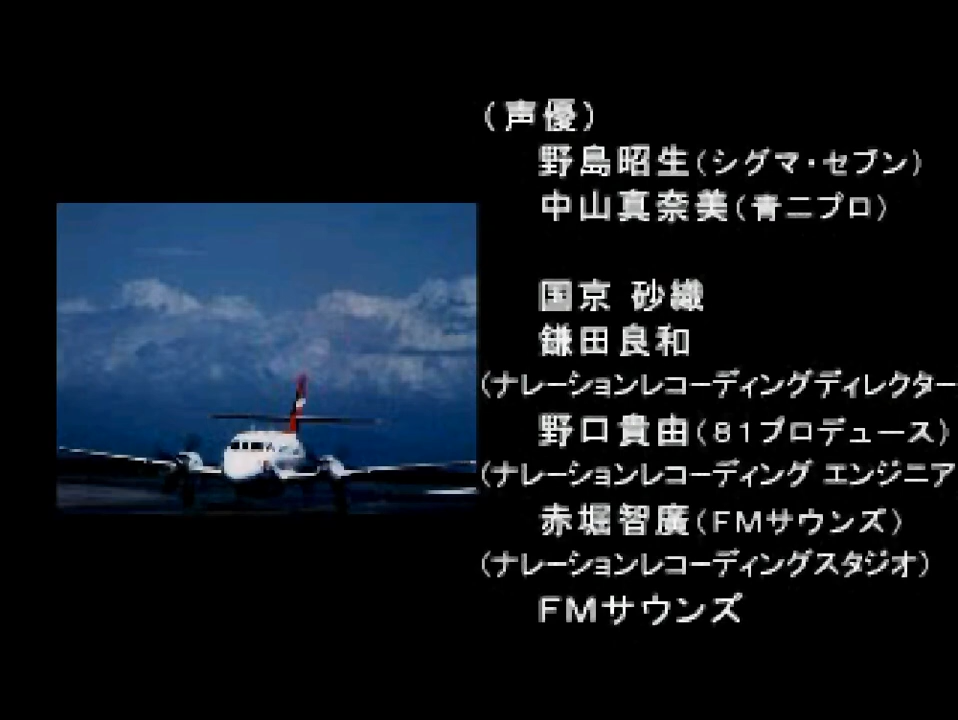 （声優）
野島昭生（シグマ・セブン）
中山真奈美（青二プロ）
国京 砂織
鎌田良和
（ナレーションレコーディングディレクター
野口貴由（８１プロデュース）
（ナレーションレコーディング エンジニア
赤堀智廣（ＦＭサウンズ）
（ナレーションレコーディングスタジオ）
ＦＭサウンズ